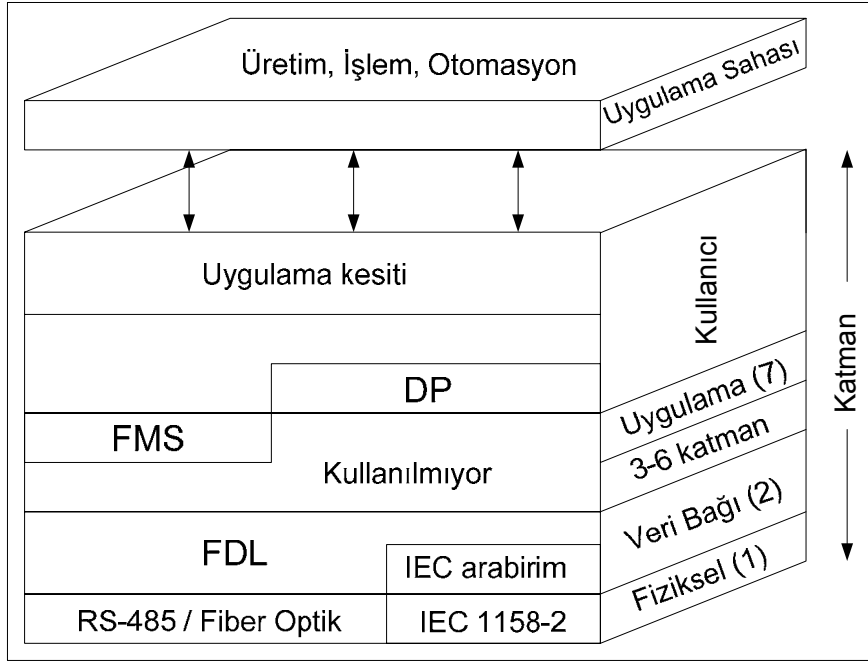 Üretim, İşlem, Otomasyon
Uygulama Sahası
Uygulama kesiti
Kullanıcı
Katman
DP
Uygulama (7)
FMS
3-6 katman
Kullanılmıyor
Veri Bağı (2)
FDL
IEC arabirim
Fiziksel (1)
RS-485 / Fiber Optik
IEC 1158-2